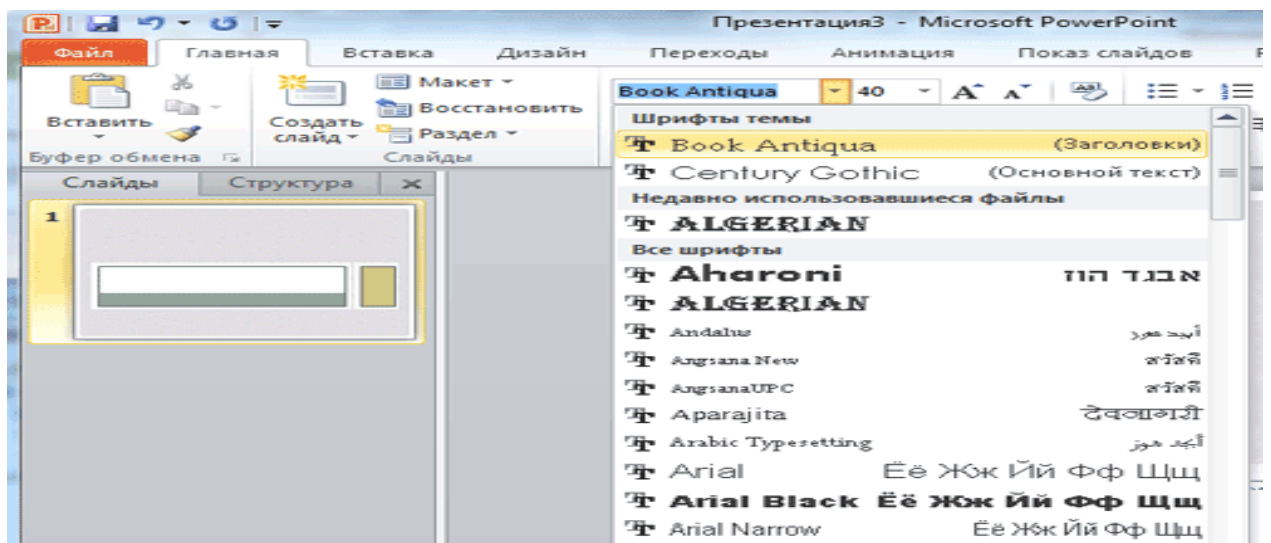 Презентация3 - Microsoft PowerPoint
Файл Главная Вставка Дизайн Переходы Анимация Показ слайдов
Вставить
Создать слайд
Макет
Восстановить
Раздел
Буфер обмена
Слайды
Book Antiqua 40
Слайды Структура
1
Шрифты темы
Book Antiqua (Заголовки)
Century Gothic (Основной текст)
Недавно использовавшиеся файлы
ALGERIAN
Все шрифты
Aharoni אבגד הוז
ALGERIAN
Andalus أبجد هوز
Angsana New สวัสดี
AngsanaUPC สวัสดี
Aparajita देवनागरी
Arabic Typesetting أبجد هوز
Arial Ёё Жж Йй Фф Щщ
Arial Black Ёё Жж Йй Фф Щщ
Arial Narrow Ёё Жж Йй Фф Щщ